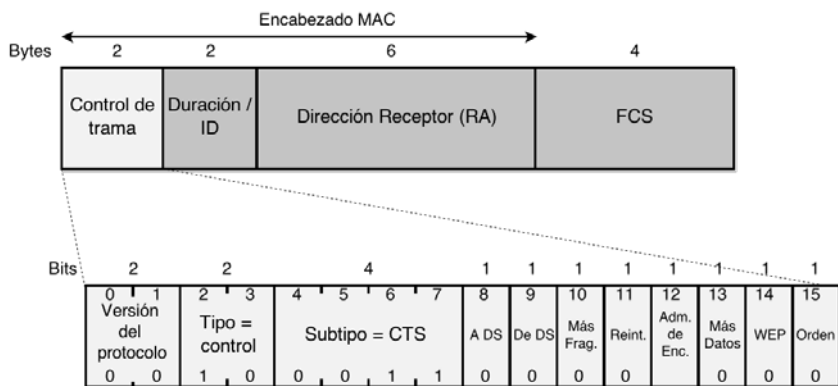 Encabezado MAC
Bytes 2 2 6 4
Control de trama
Duración / ID
Dirección Receptor (RA)
FCS
Bits 2 2 4 1 1 1 1 1 1 1 1
0 1 2 3 4 5 6 7 8 9 10 11 12 13 14 15
Versión del protocolo
Tipo = control
Subtipo = CTS
A DS
De DS
Más Frag.
Reint.
Adm. de Enc.
Más Datos
WEP
Orden
0 0 1 0 0 0 1 1 0 0 0 0 0 0 0